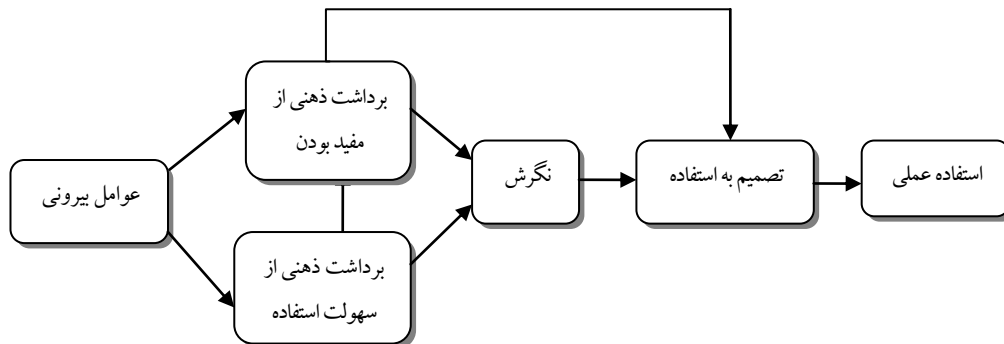 عوامل بیرونی
برداشت ذهنی از
مفید بودن
برداشت ذهنی از
سهولت استفاده
نگرش
تصمیم به استفاده
استفاده عملی